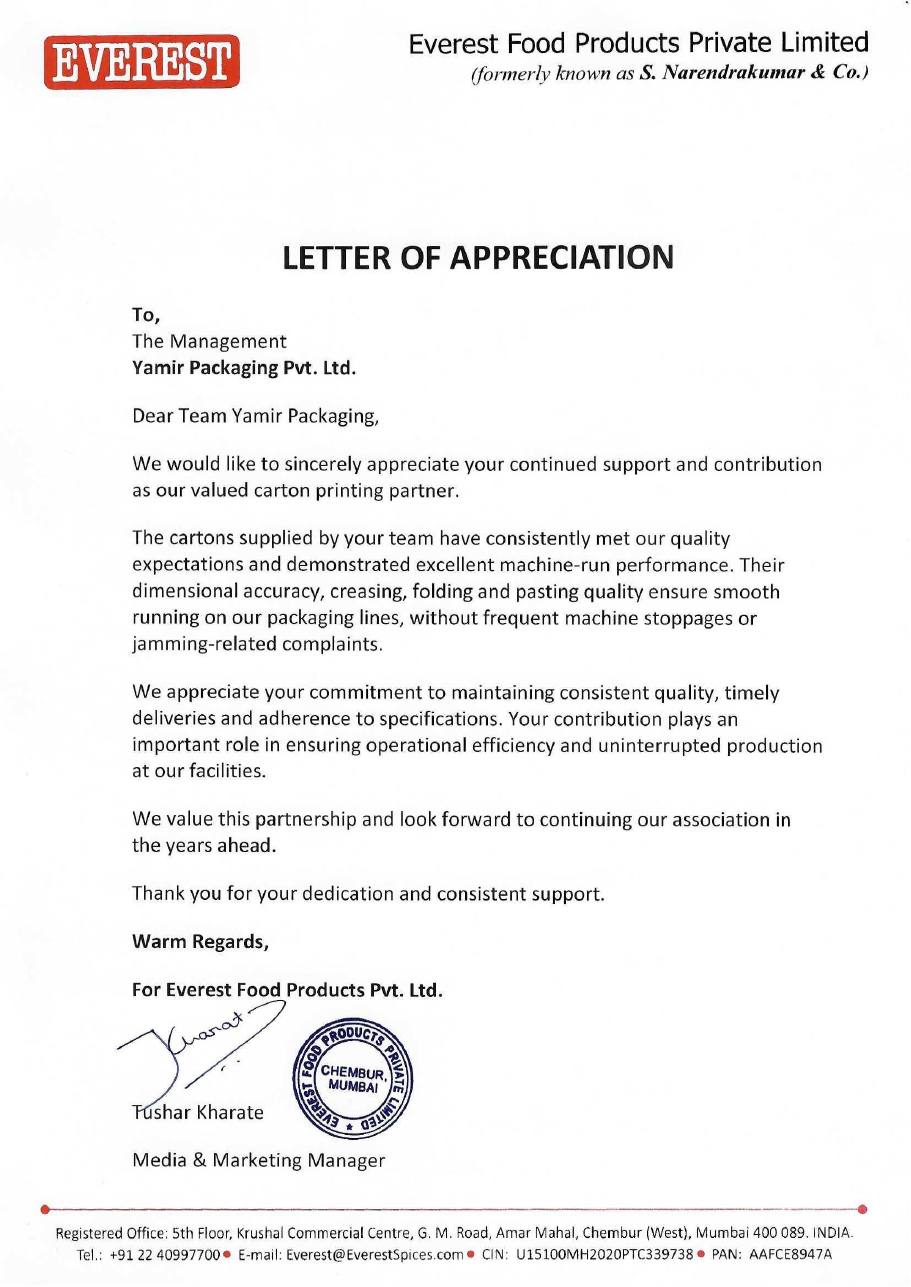 EVEREST
Everest Food Products Private Limited
(formerly known as S. Narendrakumar & Co.)
LETTER OF APPRECIATION
To,
The Management
Yamir Packaging Pvt. Ltd.
Dear Team Yamir Packaging,
We would like to sincerely appreciate your continued support and contribution
as our valued carton printing partner.
The cartons supplied by your team have consistently met our quality
expectations and demonstrated excellent machine-run performance. Their
dimensional accuracy, creasing, folding and pasting quality ensure smooth
running on our packaging lines, without frequent machine stoppages or
jamming-related complaints.
We appreciate your commitment to maintaining consistent quality, timely
deliveries and adherence to specifications. Your contribution plays an
important role in ensuring operational efficiency and uninterrupted production
at our facilities.
We value this partnership and look forward to continuing our association in
the years ahead.
Thank you for your dedication and consistent support.
Warm Regards,
For Everest Food Products Pvt. Ltd.
Kharat
EVEREST FOOD PRODUCTS PRIVATE LIMITED ★
CHEMBUR,
MUMBAI
Tushar Kharate
Media & Marketing Manager
Registered Office: 5th Floor, Krushal Commercial Centre, G. M. Road, Amar Mahal, Chembur (West), Mumbai 400 089. INDIA.
Tel.: +91 22 40997700 ● E-mail: Everest@EverestSpices.com ● CIN: U15100MH2020PTC339738 ● PAN: AAFCE8947A